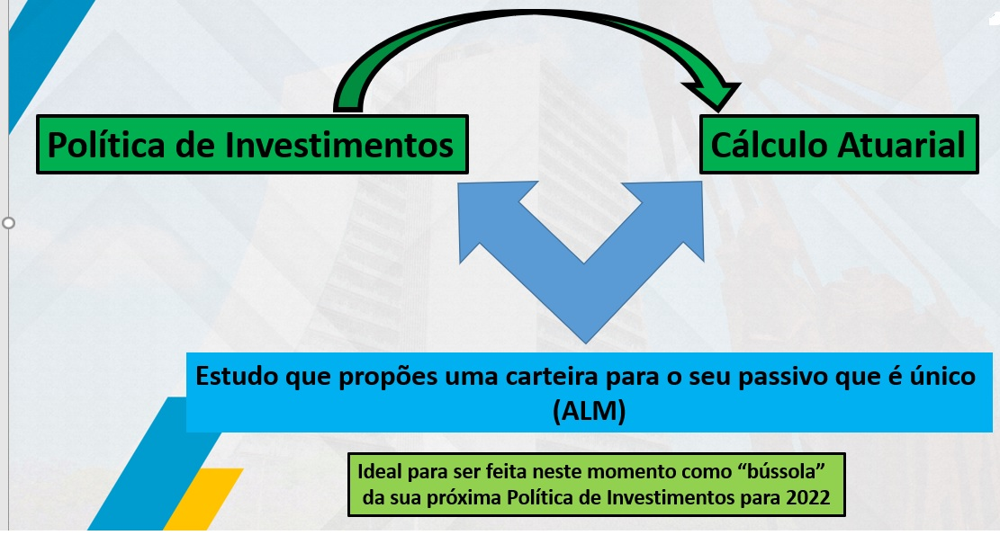 Política de Investimentos
Cálculo Atuarial
Estudo que propões uma carteira para o seu passivo que é único
(ALM)
Ideal para ser feita neste momento como “bússola”
da sua próxima Política de Investimentos para 2022